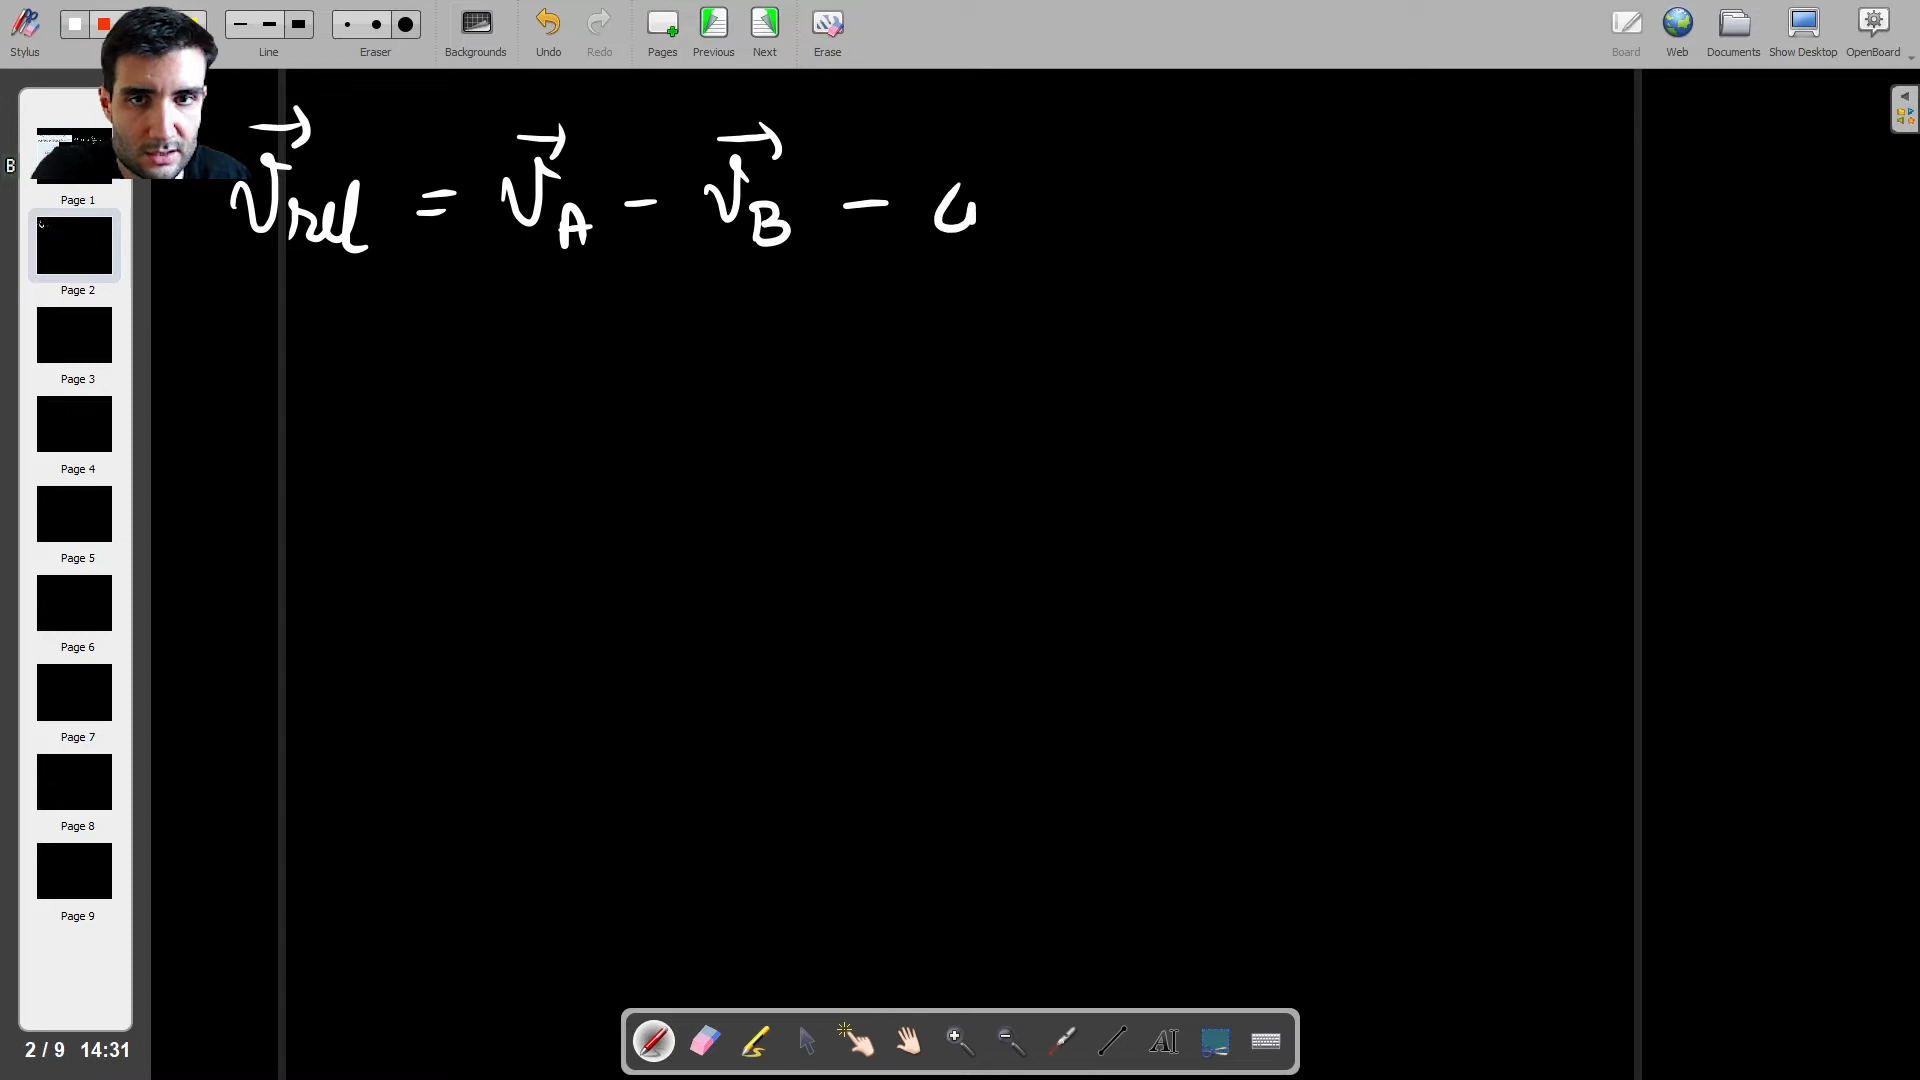 Stylus
Line
Eraser
Backgrounds
Undo
Redo
Pages
Previous
Next
Erase
Board
Web
Documents
Show Desktop
OpenBoard
B
Page 1
Page 2
Page 3
Page 4
Page 5
Page 6
Page 7
Page 8
Page 9
2 / 9 14:31
v⃗rel = v⃗A - v⃗B -
AI